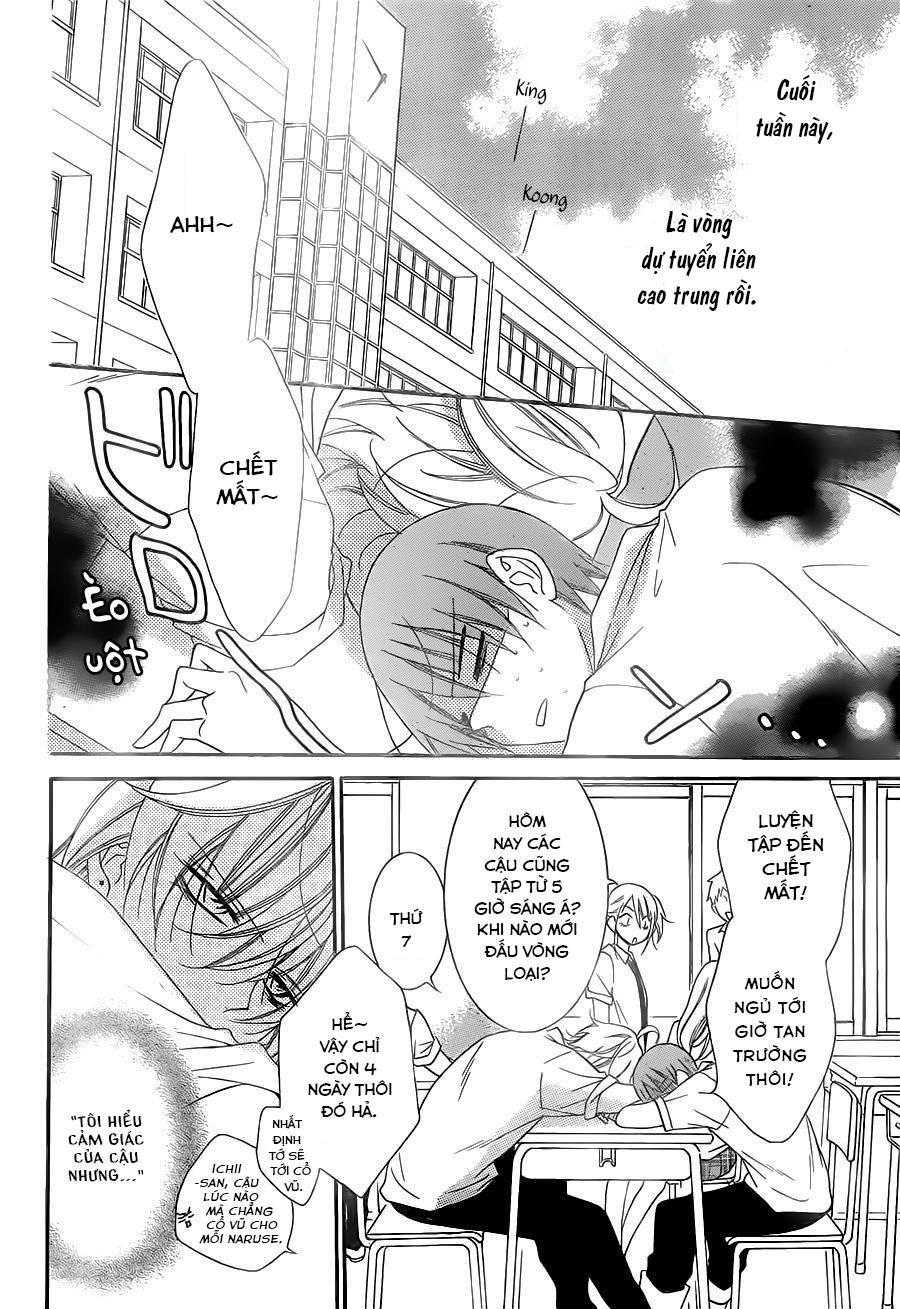 Cuối
tuần này,
Là vòng
dự tuyển liên
cao trung rồi.
King
Koong
AHH~
CHẾT
MẤT~
Èo
uột
LUYỆN
TẬP ĐẾN
CHẾT
MẤT!
MUỐN
NGỦ TỚI
GIỜ TAN
TRƯỜNG
THÔI!
HÔM
NAY CÁC
CẬU CŨNG
TẬP TỪ 5
GIỜ SÁNG Á?
KHI NÀO MỚI
ĐẤU VÒNG
LOẠI?
THỨ
7
HỂ~
VẬY CHỈ
CÒN 4
NGÀY THÔI
ĐÓ HẢ.
NHẤT
ĐỊNH
TỚ SẼ
TỚI CỔ
VŨ.
ICHII
-SAN, CẬU
LÚC NÀO
MÀ CHẲNG
CỔ VŨ CHO
MỖI NARUSE.
"TÔI HIỂU
CẢM GIÁC
CỦA CẬU
NHƯNG..."